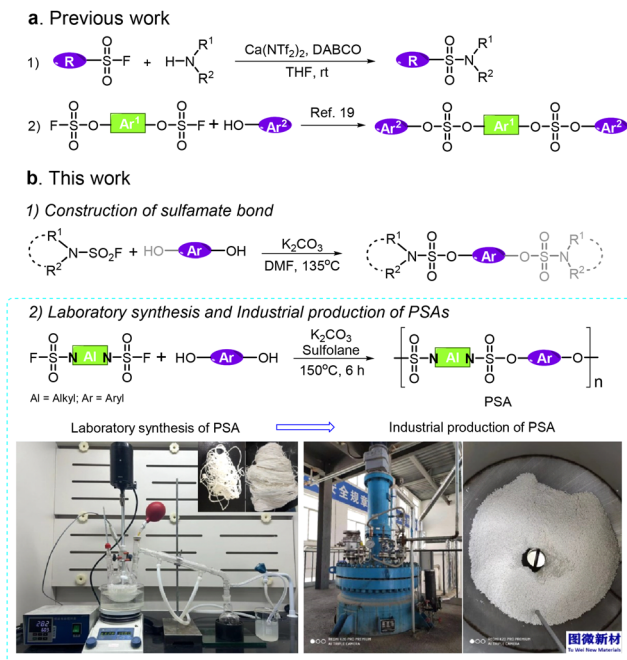 a. Previous work
1) R S O O F + H-N R¹ R² Ca(NTf₂)₂, DABCO THF, rt R S O O N R¹ R²
2) F-S O O O-Ar¹-O S O O F + HO-Ar² Ref. 19 Ar²-O-S O O O-Ar¹-O-S O O O-Ar²
b. This work
1) Construction of sulfamate bond
R¹ R² N-SO₂F + HO-Ar-OH K₂CO₃ DMF, 135°C R¹ R² N-S O O O-Ar-O-S O O N R¹ R²
2) Laboratory synthesis and Industrial production of PSAs
F-S O O N Al N S O O F + HO-Ar-OH K₂CO₃ Sulfolane 150°C, 6 h S O O N Al N S O O O-Ar-O n
Al = Alkyl; Ar = Aryl
PSA
Laboratory synthesis of PSA
Industrial production of PSA
全规章
图微新材
Tu Wei New Materials